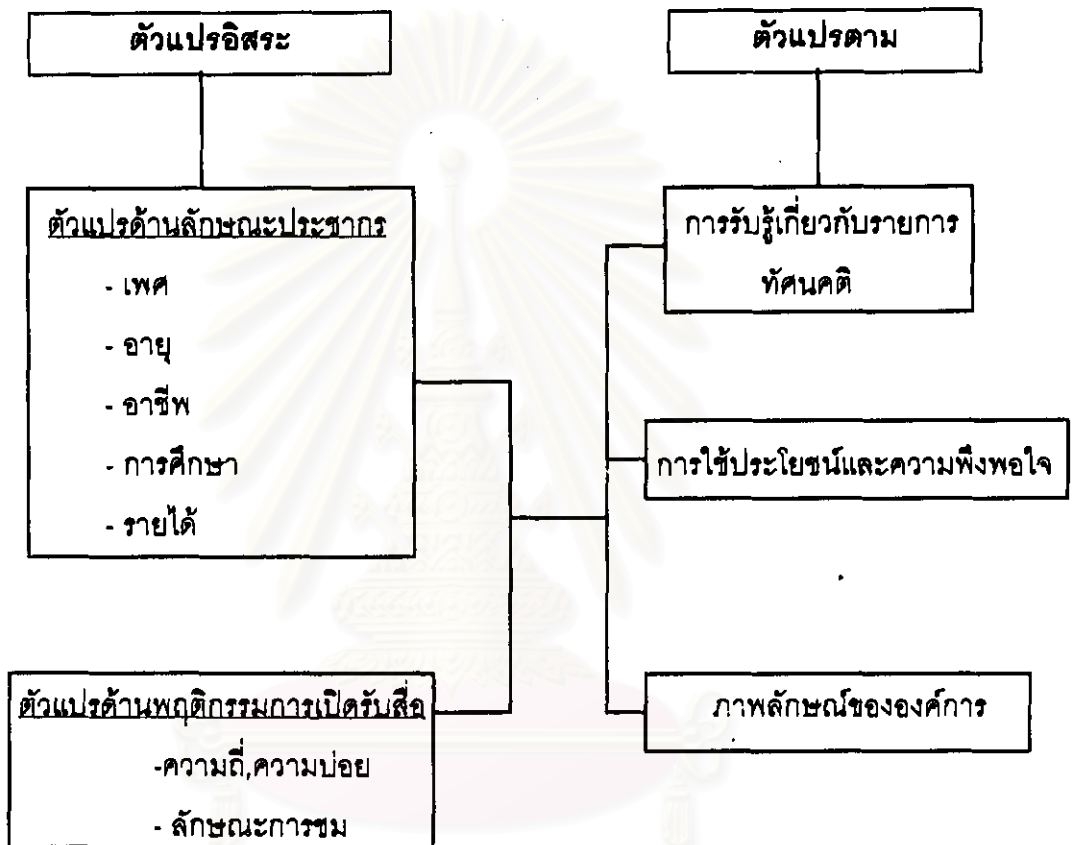 ตัวแปรอิสระ
ตัวแปรด้านลักษณะประชากร
- เพศ
- อายุ
- อาชีพ
- การศึกษา
- รายได้
ตัวแปรด้านพฤติกรรมการเปิดรับสื่อ
-ความถี่,ความบ่อย
- ลักษณะการชม
ตัวแปรตาม
การรับรู้เกี่ยวกับรายการ
ทัศนคติ
การใช้ประโยชน์และความพึงพอใจ
ภาพลักษณ์ขององค์การ